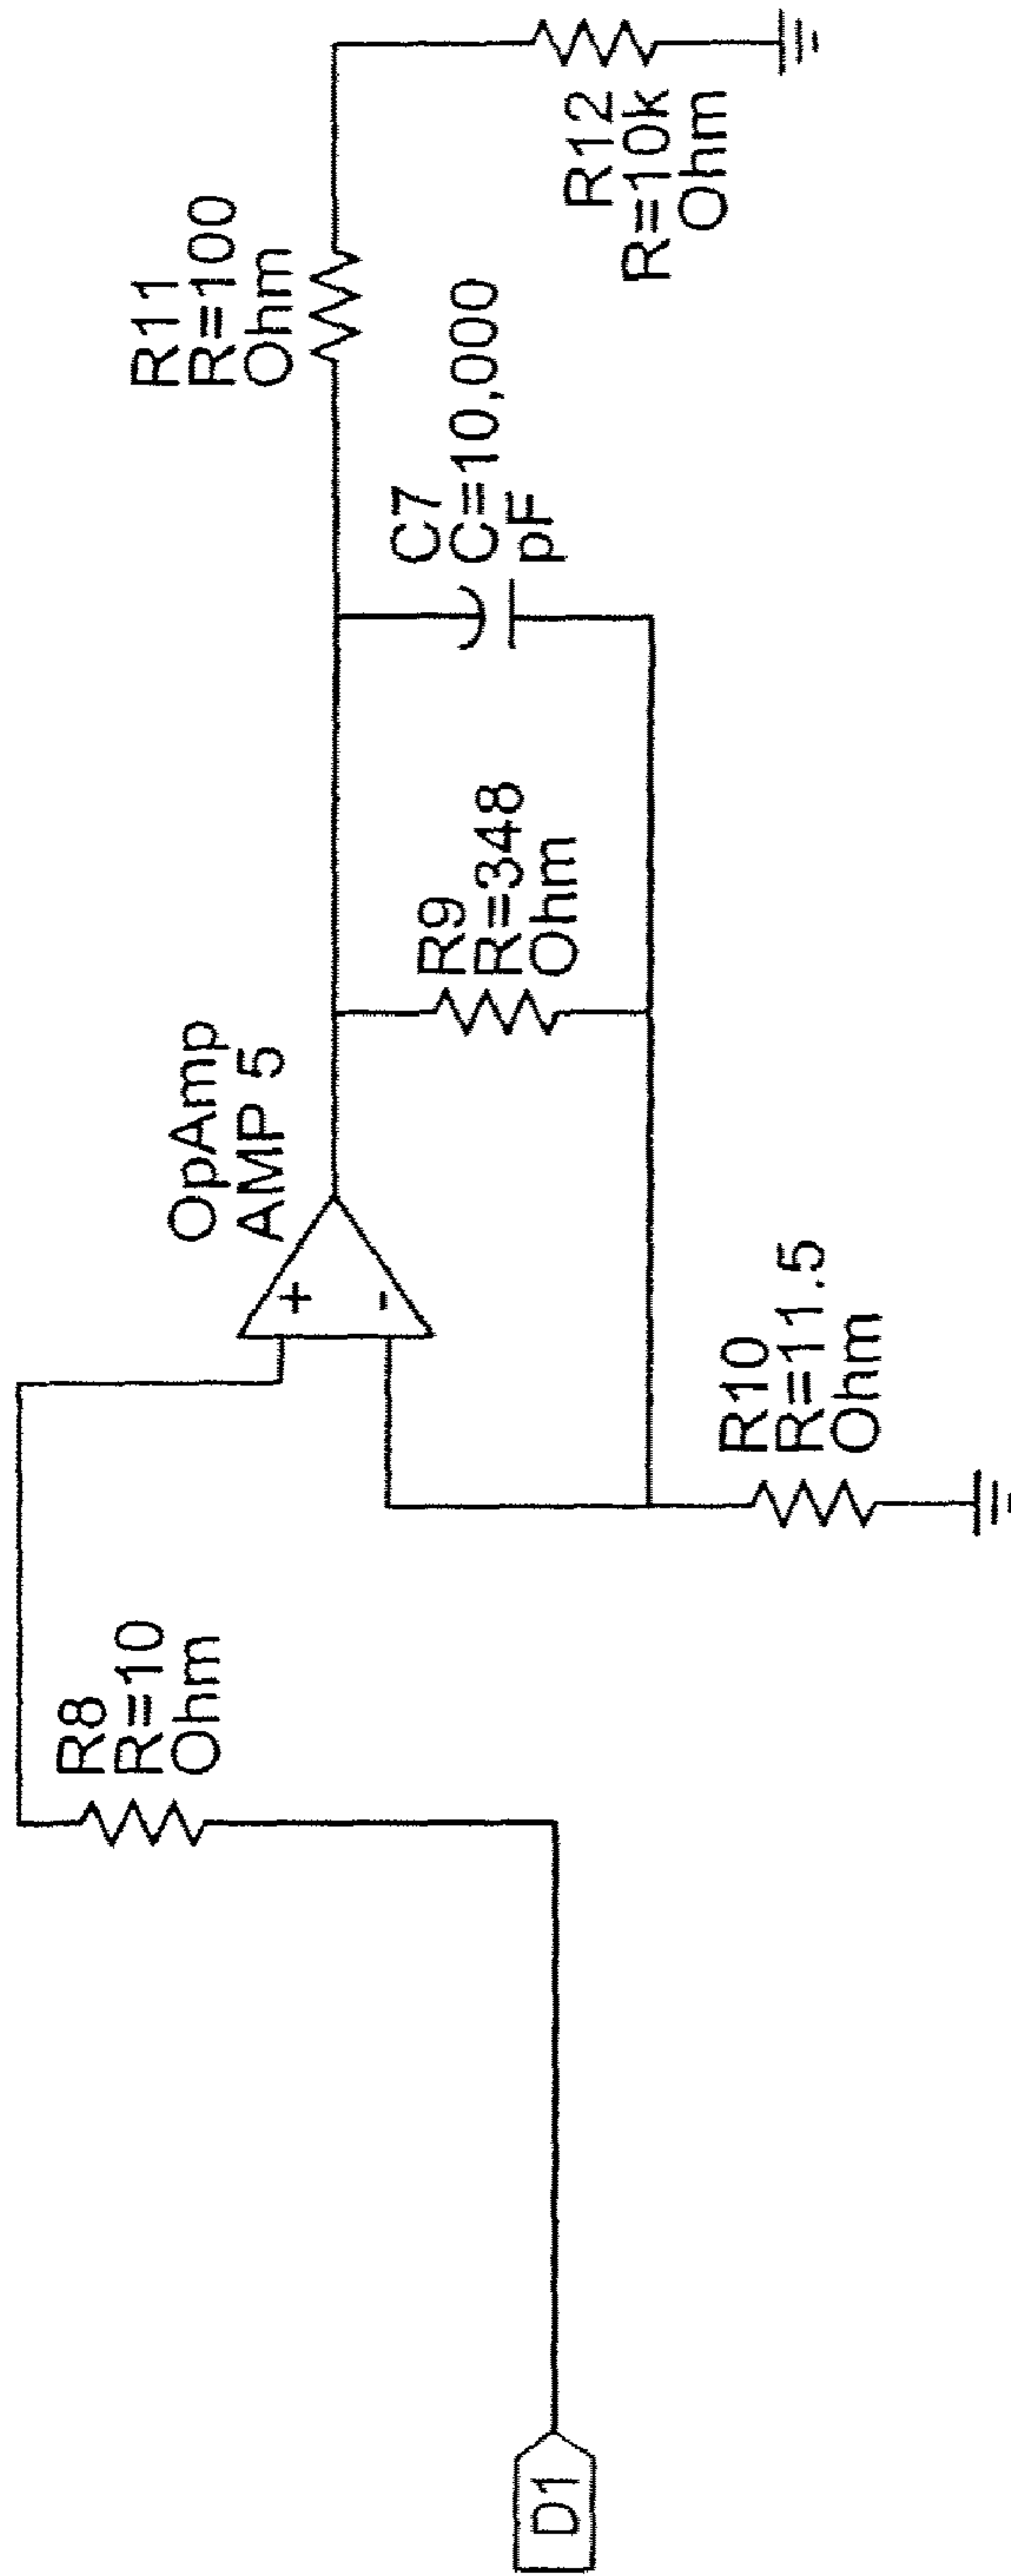 D1
R8
R=10
Ohm
OpAmp
AMP 5
+
-
R10
R=11.5
Ohm
R9
R=348
Ohm
C7
C=10,000
pF
R11
R=100
Ohm
R12
R=10k
Ohm